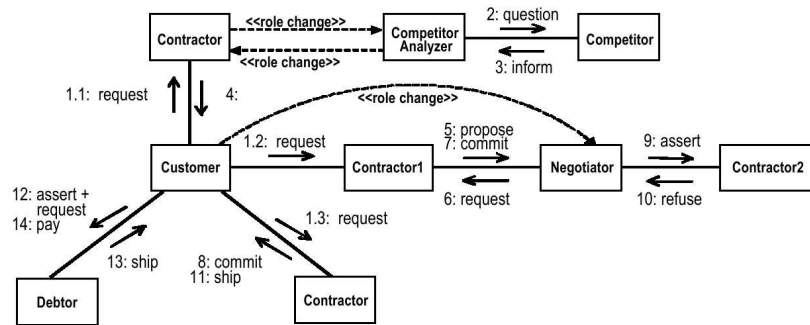 Contractor
<<role change>>
<<role change>>
Competitor
Analyzer
2: question
3: inform
Competitor
1.1: request
4:
<<role change>>
Customer
1.2: request
Contractor1
5: propose
7: commit
6: request
Negotiator
9: assert
10: refuse
Contractor2
12: assert +
request
14: pay
13: ship
1.3: request
8: commit
11: ship
Debtor
Contractor